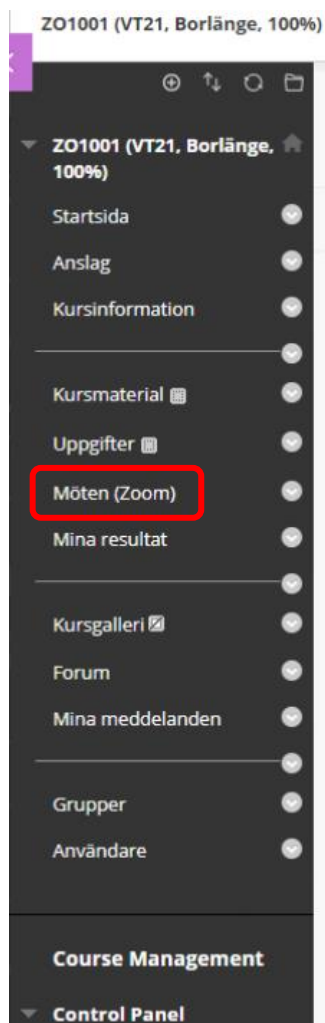 ZO1001 (VT21, Borlänge, 100%)
ZO1001 (VT21, Borlänge,
100%)
Startsida
Anslag
Kursinformation
Kursmaterial
Uppgifter
Möten (Zoom)
Mina resultat
Kursgalleri
Forum
Mina meddelanden
Grupper
Användare
Course Management
Control Panel